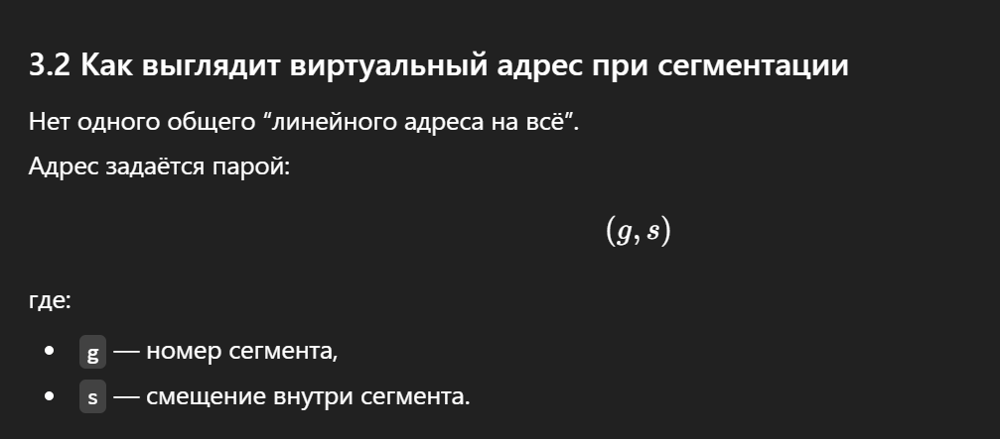 3.2 Как выглядит виртуальный адрес при сегментации
Нет одного общего “линейного адреса на всё”.
Адрес задаётся парой:
(g, s)
где:
• g — номер сегмента,
• s — смещение внутри сегмента.